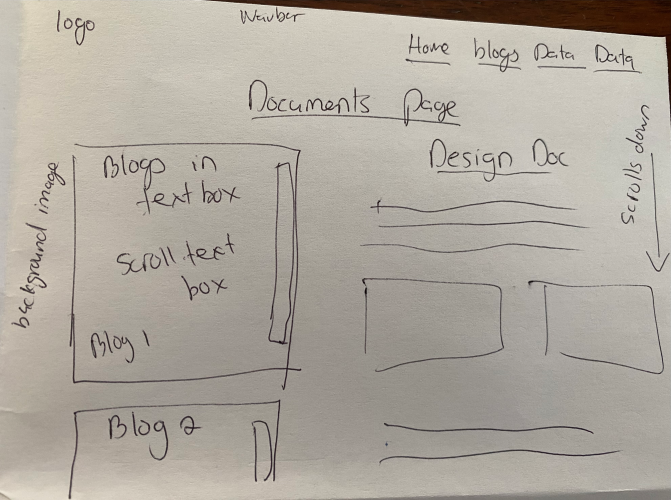 logo
Home blogs Data Data
Documents Page
Design Doc
Blogs in
text box
scroll text
box
Blog 1
Blog 2
background image
scrolls down